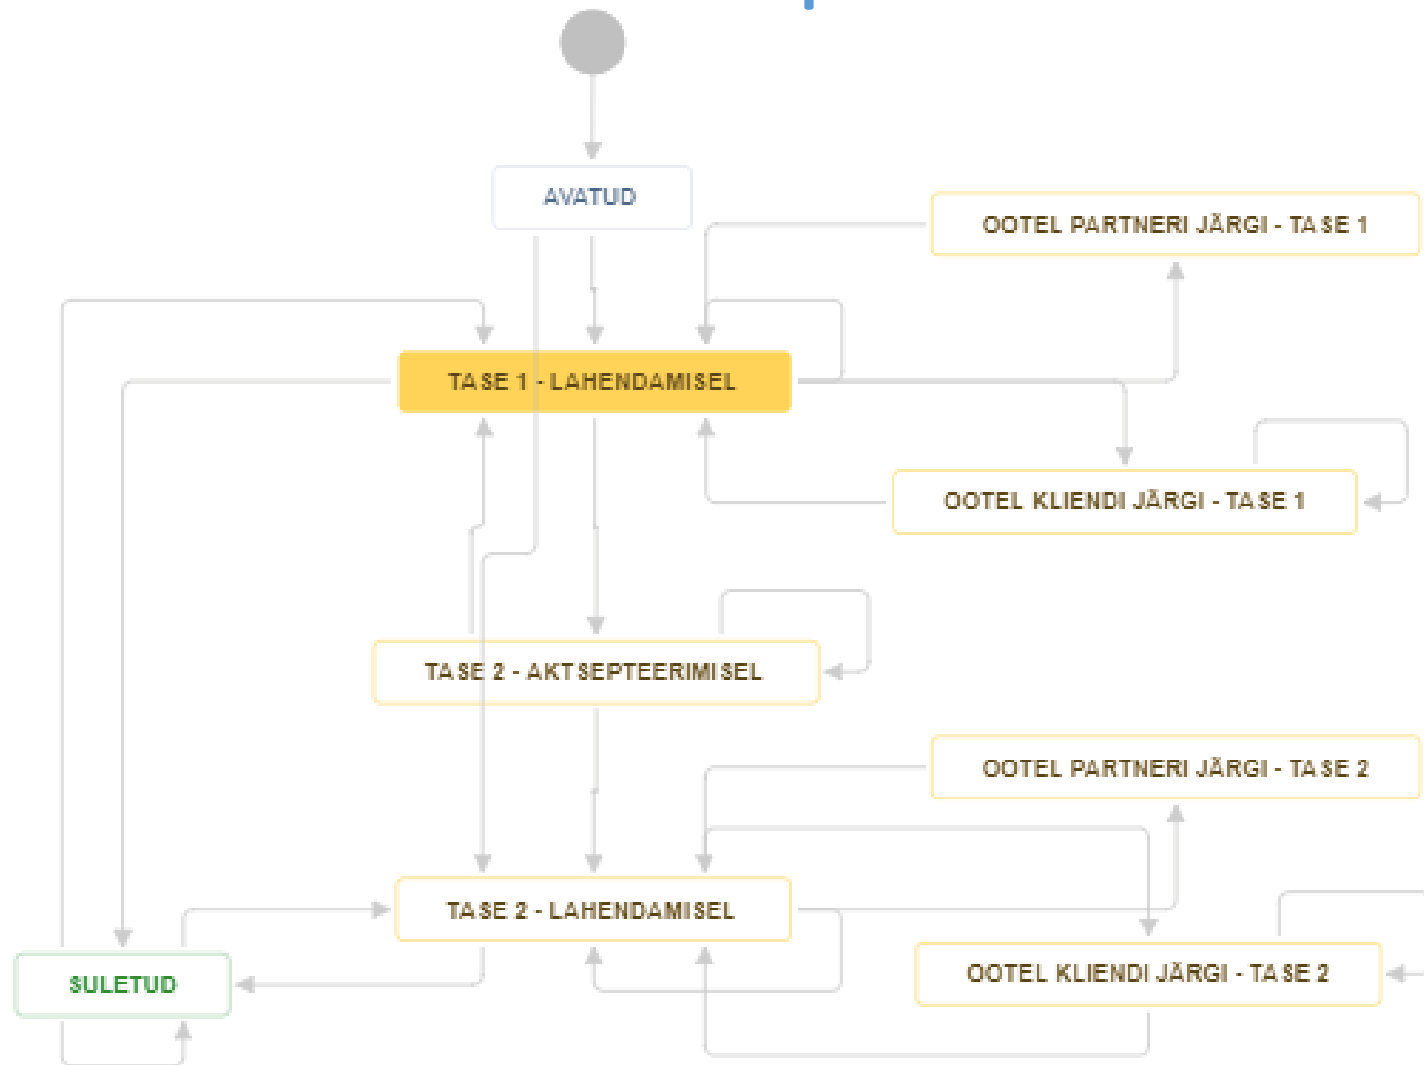 AVATUD
OOTEL PARTNERI JÄRGI - TASE 1
TASE 1 - LAHENDAMISEL
OOTEL KLIENDI JÄRGI - TASE 1
TASE 2 - AKTSEPTEERIMISEL
OOTEL PARTNERI JÄRGI - TASE 2
TASE 2 - LAHENDAMISEL
OOTEL KLIENDI JÄRGI - TASE 2
SULETUD